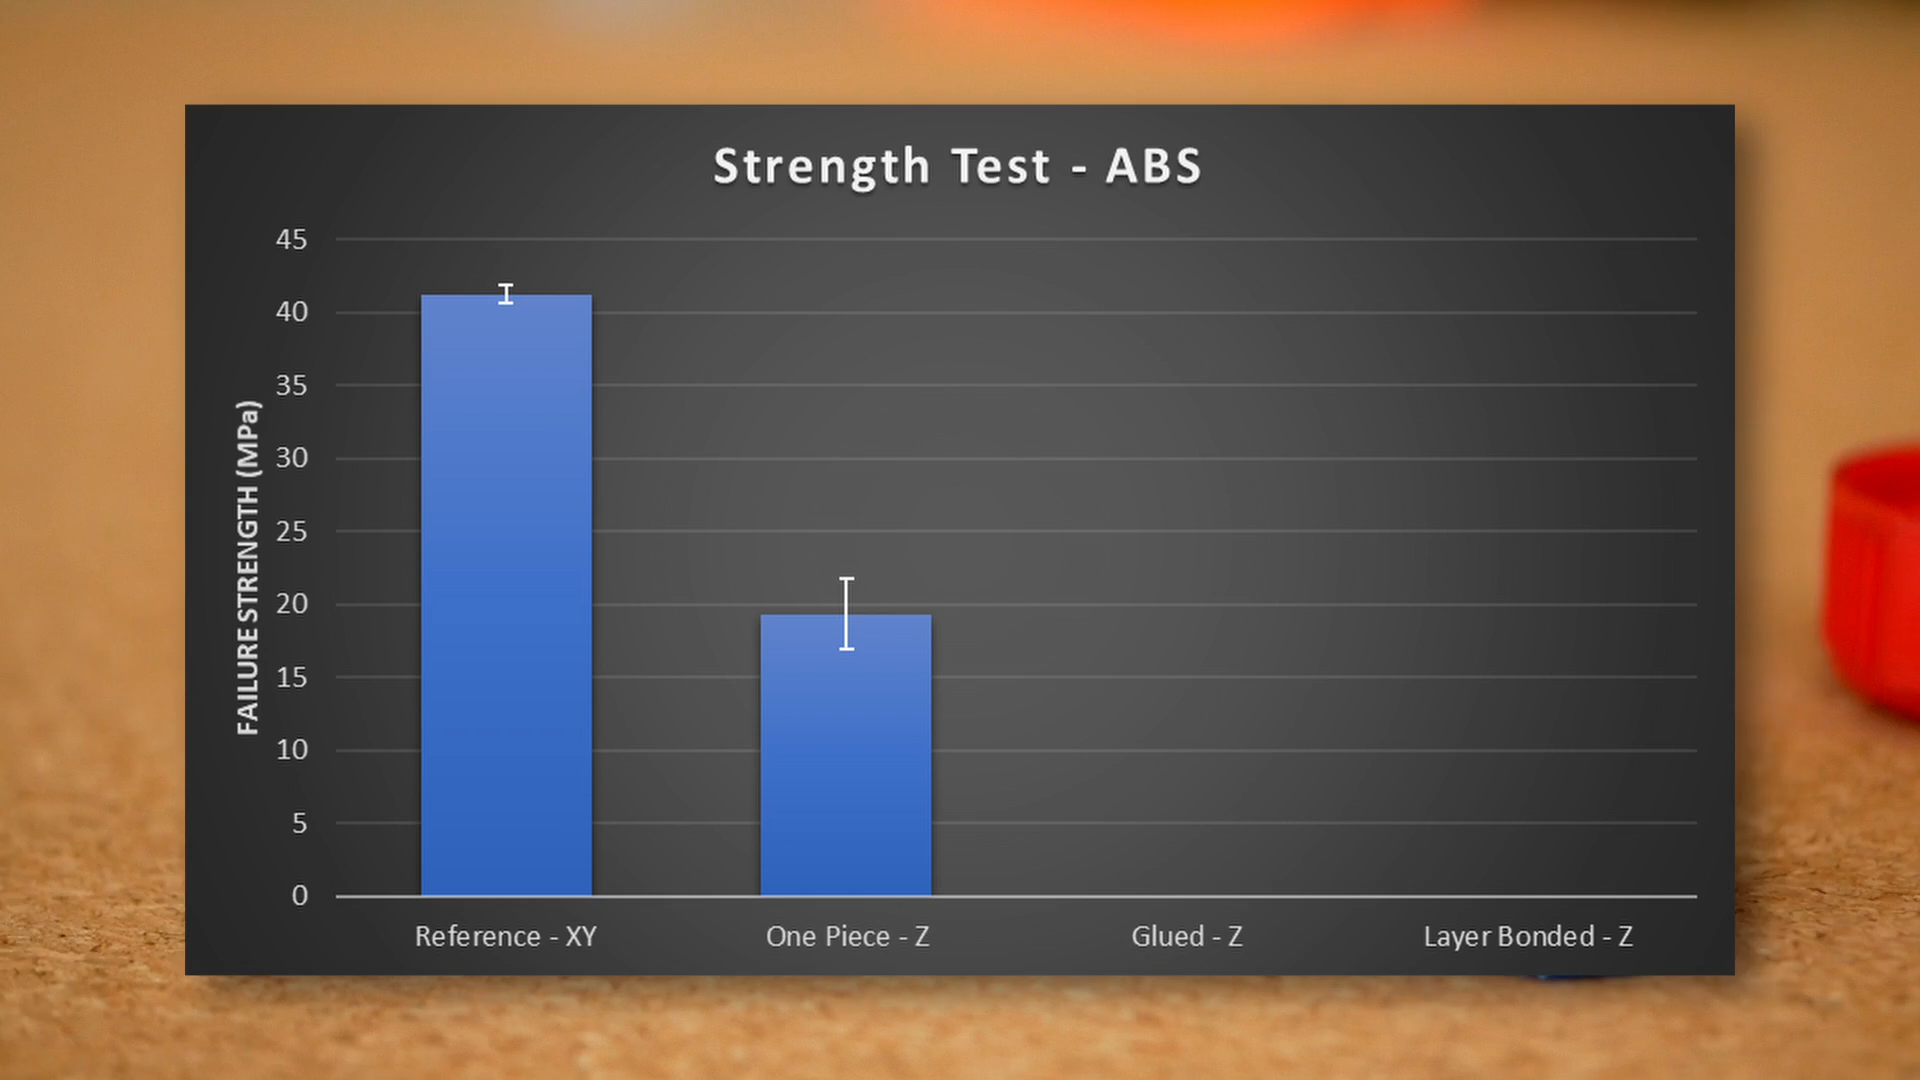 Strength Test - ABS
FAILURE STRENGTH (MPa)
45
40
35
30
25
20
15
10
5
0
Reference - XY
One Piece - Z
Glued - Z
Layer Bonded - Z